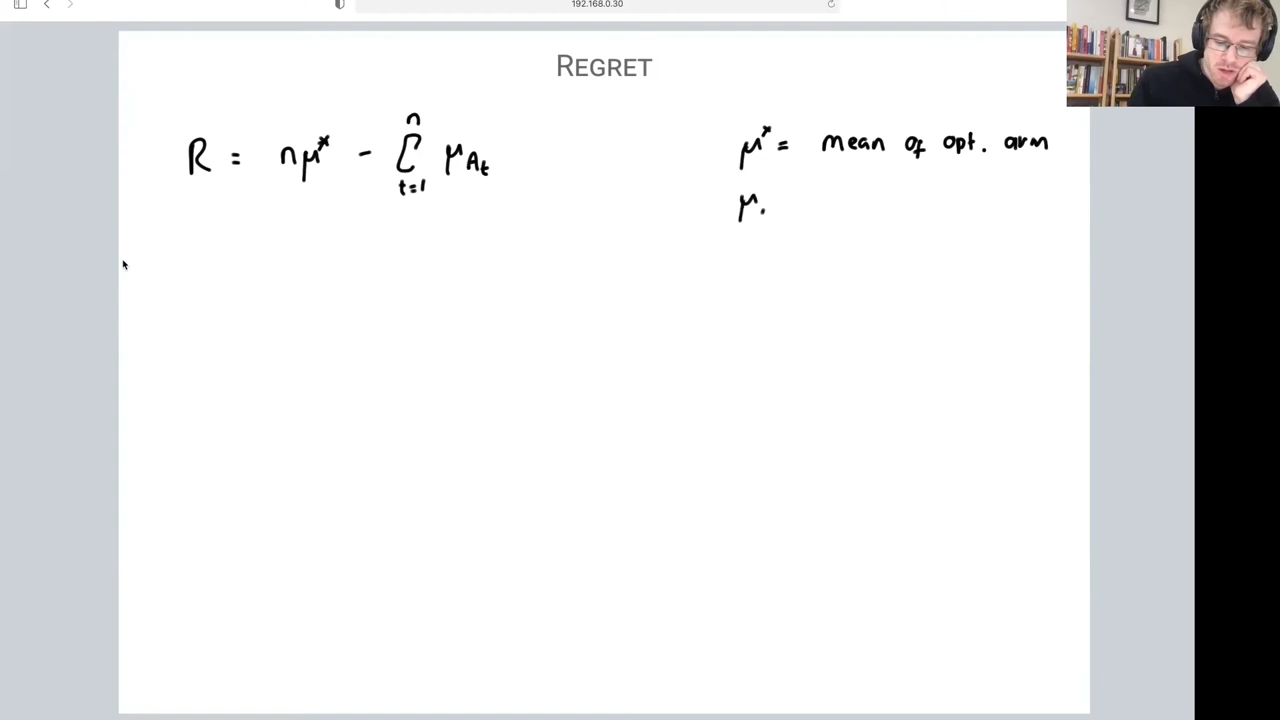 192.168.0.30
REGRET
R = nμ* - Σ_{t=1}^{n} μ_{A_t}
μ* = mean of opt. arm
μ.